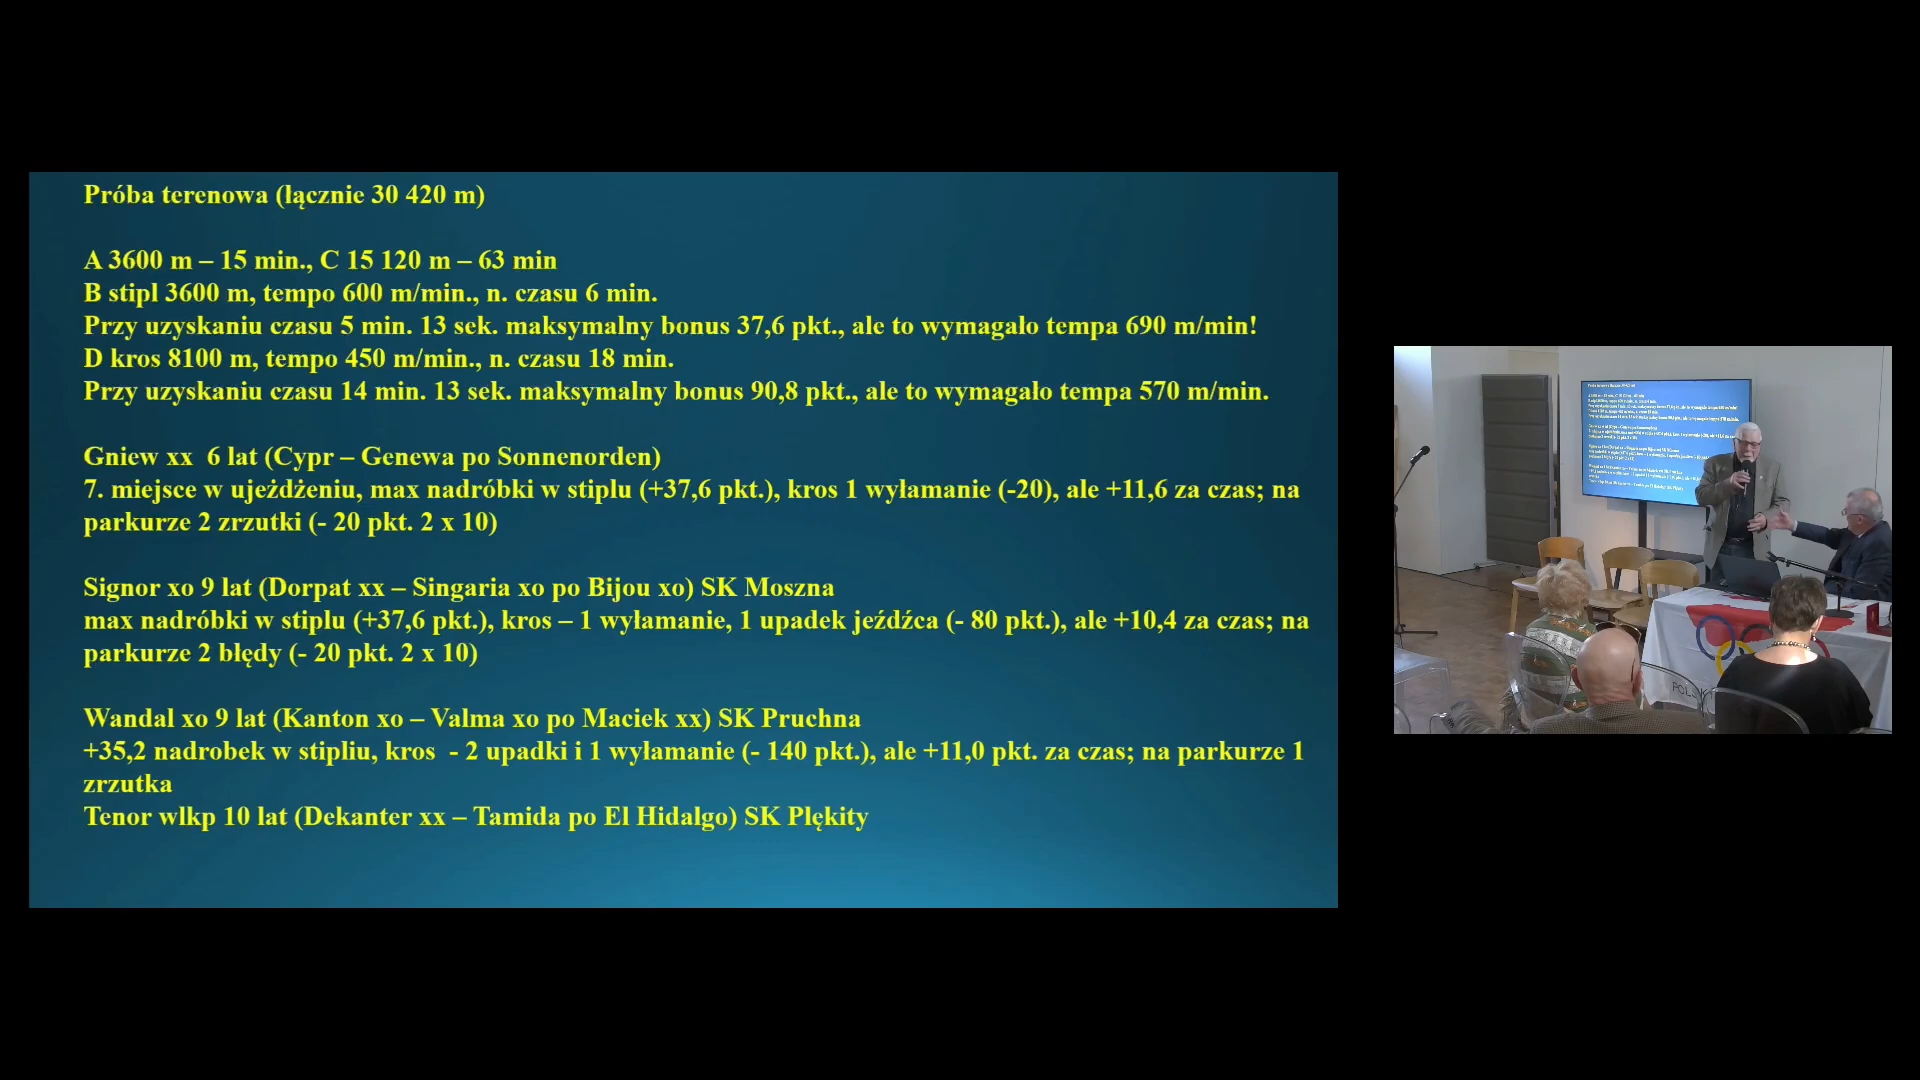 Próba terenowa (łącznie 30 420 m)
A 3600 m – 15 min., C 15 120 m – 63 min
B stipl 3600 m, tempo 600 m/min., n. czasu 6 min.
Przy uzyskaniu czasu 5 min. 13 sek. maksymalny bonus 37,6 pkt., ale to wymagało tempa 690 m/min!
D kros 8100 m, tempo 450 m/min., n. czasu 18 min.
Przy uzyskaniu czasu 14 min. 13 sek. maksymalny bonus 90,8 pkt., ale to wymagało tempa 570 m/min.
Gniew xx 6 lat (Cypr – Genewa po Sonnenorden)
7. miejsce w ujeżdżeniu, max nadróbki w stiplu (+37,6 pkt.), kros 1 wyłamanie (-20), ale +11,6 za czas; na
parkurze 2 zrzutki (- 20 pkt. 2 x 10)
Signor xo 9 lat (Dorpat xx – Singaria xo po Bijou xo) SK Moszna
max nadróbki w stiplu (+37,6 pkt.), kros – 1 wyłamanie, 1 upadek jeźdźca (- 80 pkt.), ale +10,4 za czas; na
parkurze 2 błędy (- 20 pkt. 2 x 10)
Wandal xo 9 lat (Kanton xo – Valma xo po Maciek xx) SK Pruchna
+35,2 nadrobek w stipliu, kros - 2 upadki i 1 wyłamanie (- 140 pkt.), ale +11,0 pkt. za czas; na parkurze 1
zrzutka
Tenor wlkp 10 lat (Dekanter xx – Tamida po El Hidalgo) SK Plękity